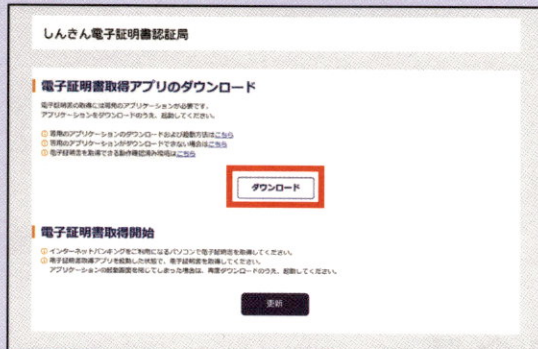 しんきん電子証明書認証局
電子証明書取得アプリのダウンロード
電子証明書の取得には専用のアプリケーションが必要です。
アプリケーションをダウンロードのうえ、起動してください。
専用のアプリケーションのダウンロードおよび起動方法はこちら
専用のアプリケーションがダウンロードできない場合はこちら
電子証明書を取得できる動作確認済み環境はこちら
ダウンロード
電子証明書取得開始
インターネットバンキングをご利用になるパソコンで電子証明書を取得してください。
電子証明書取得アプリを起動した状態で、電子証明書を取得してください。
アプリケーションの起動画面を閉じてしまった場合は、再度ダウンロードのうえ、起動してください。
更新